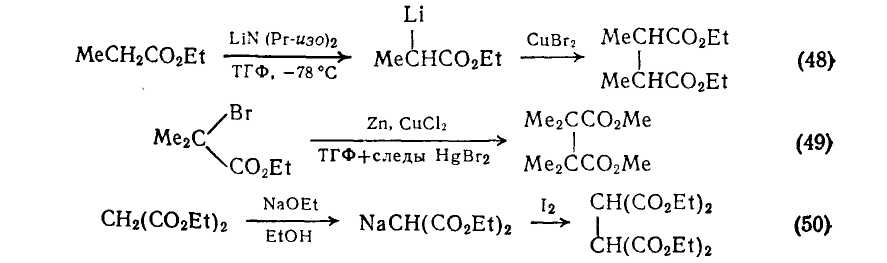 Li
MeCH₂CO₂Et LiN (Pr-изо)₂ ТГФ, −78 °C MeCHCO₂Et CuBr₂ MeCHCO₂Et (48)
MeCHCO₂Et
Br
Me₂C Zn, CuCl₂ Me₂CCO₂Me (49)
CO₂Et ТГФ+следы HgBr₂ Me₂CCO₂Me
CH₂(CO₂Et)₂ NaOEt EtOH NaCH(CO₂Et)₂ I₂ CH(CO₂Et)₂ (50)
CH(CO₂Et)₂